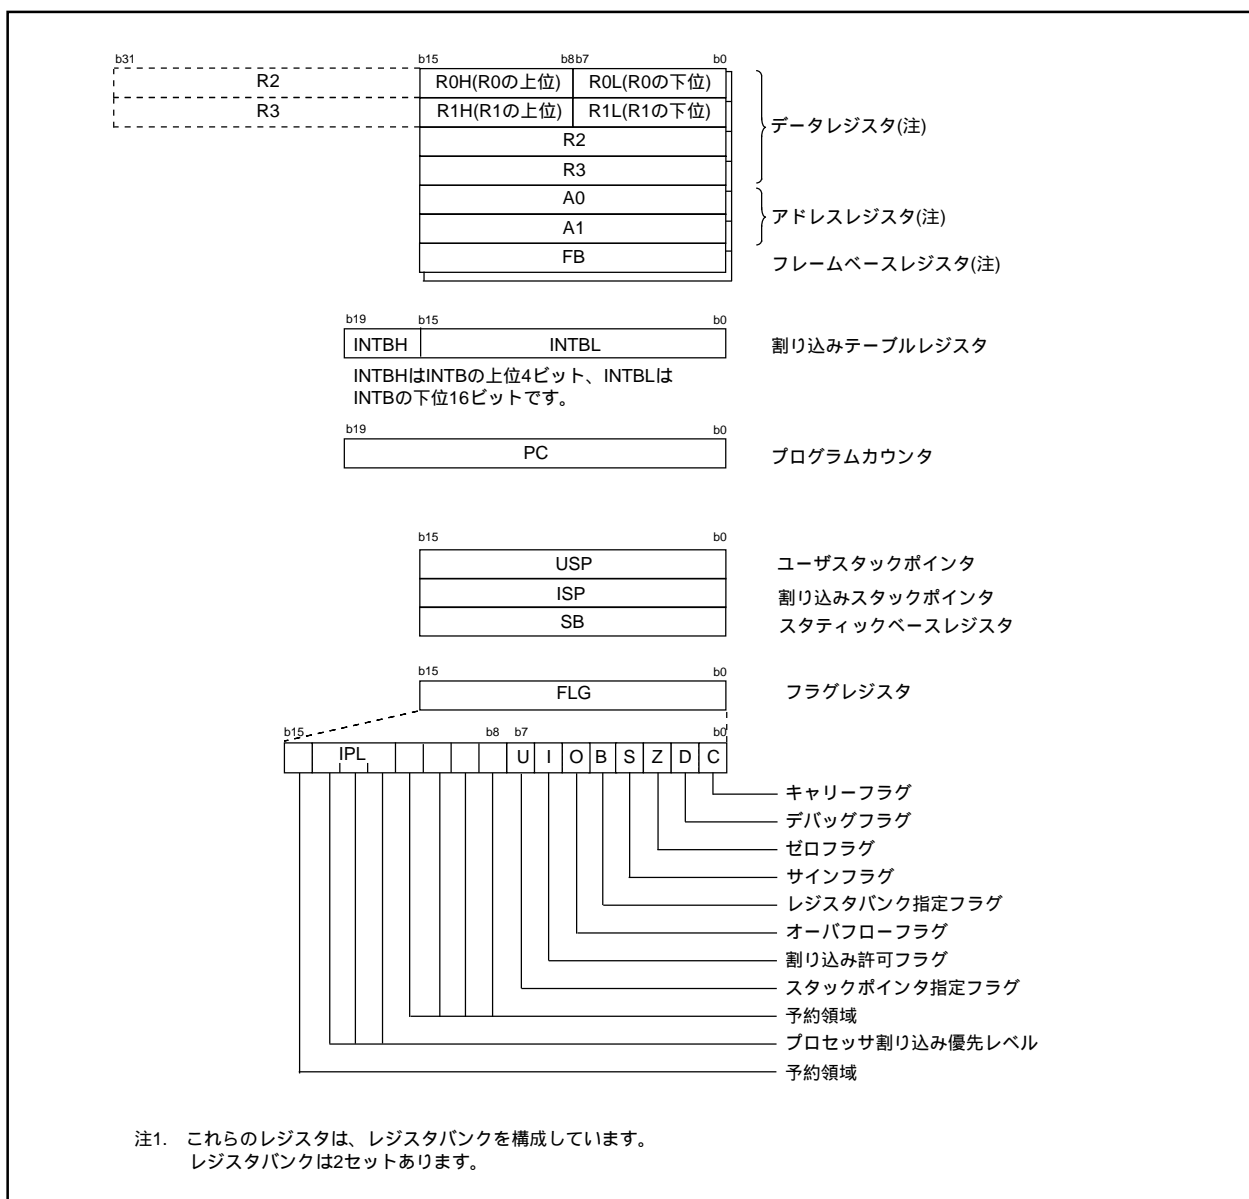 b31 b15 b8 b7 b0
R2 R0H(R0の上位) R0L(R0の下位)
R3 R1H(R1の上位) R1L(R1の下位)
R2
データレジスタ(注)
R3
A0
アドレスレジスタ(注)
A1
FB フレームベースレジスタ(注)
b19 b15 b0
INTBH INTBL 割り込みテーブルレジスタ
INTBHはINTBの上位4ビット、INTBLは
INTBの下位16ビットです。
b19 b0
PC プログラムカウンタ
b15 b0
USP ユーザスタックポインタ
ISP 割り込みスタックポインタ
SB スタティックベースレジスタ
b15 b0
FLG フラグレジスタ
b15 b8 b7 b0
IPL U I O B S Z D C
キャリーフラグ
デバッグフラグ
ゼロフラグ
サインフラグ
レジスタバンク指定フラグ
オーバフローフラグ
割り込み許可フラグ
スタックポインタ指定フラグ
予約領域
プロセッサ割り込み優先レベル
予約領域
注1. これらのレジスタは、レジスタバンクを構成しています。
レジスタバンクは2セットあります。